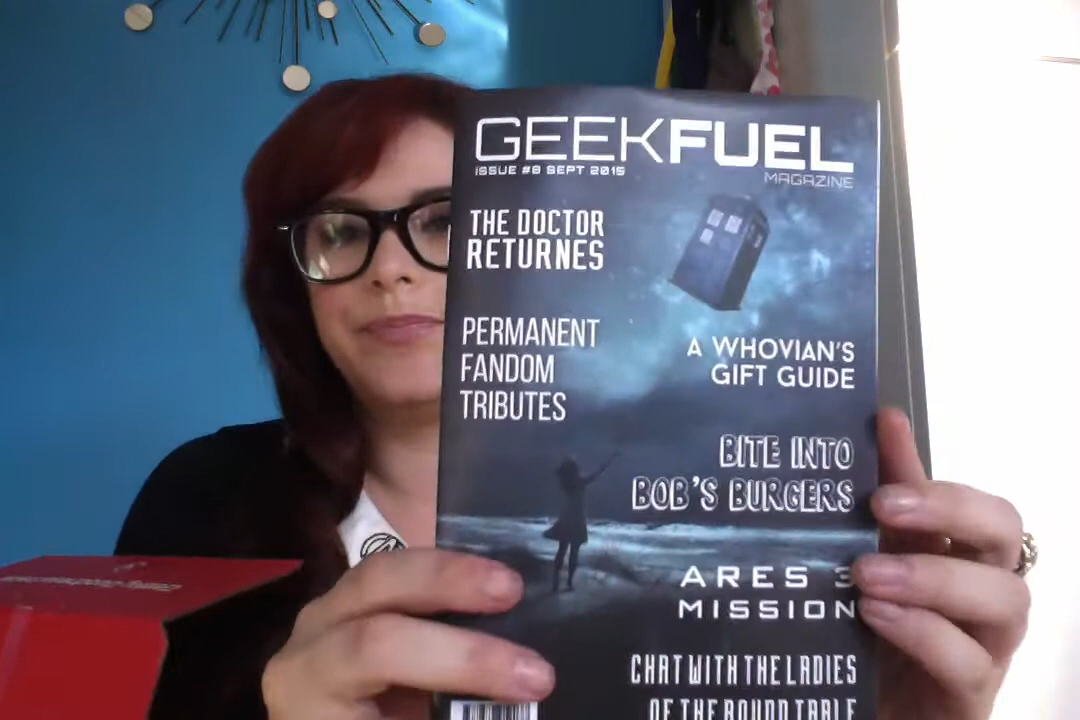 GEEKFUEL
ISSUE #8 SEPT 2015
MAGAZINE
THE DOCTOR
RETURNES
PERMANENT
FANDOM
TRIBUTES
A WHOVIAN'S
GIFT GUIDE
BITE INTO
BOB'S BURGERS
ARES 3
MISSION
CHAT WITH THE LADIES
OF THE ROUND TABLE